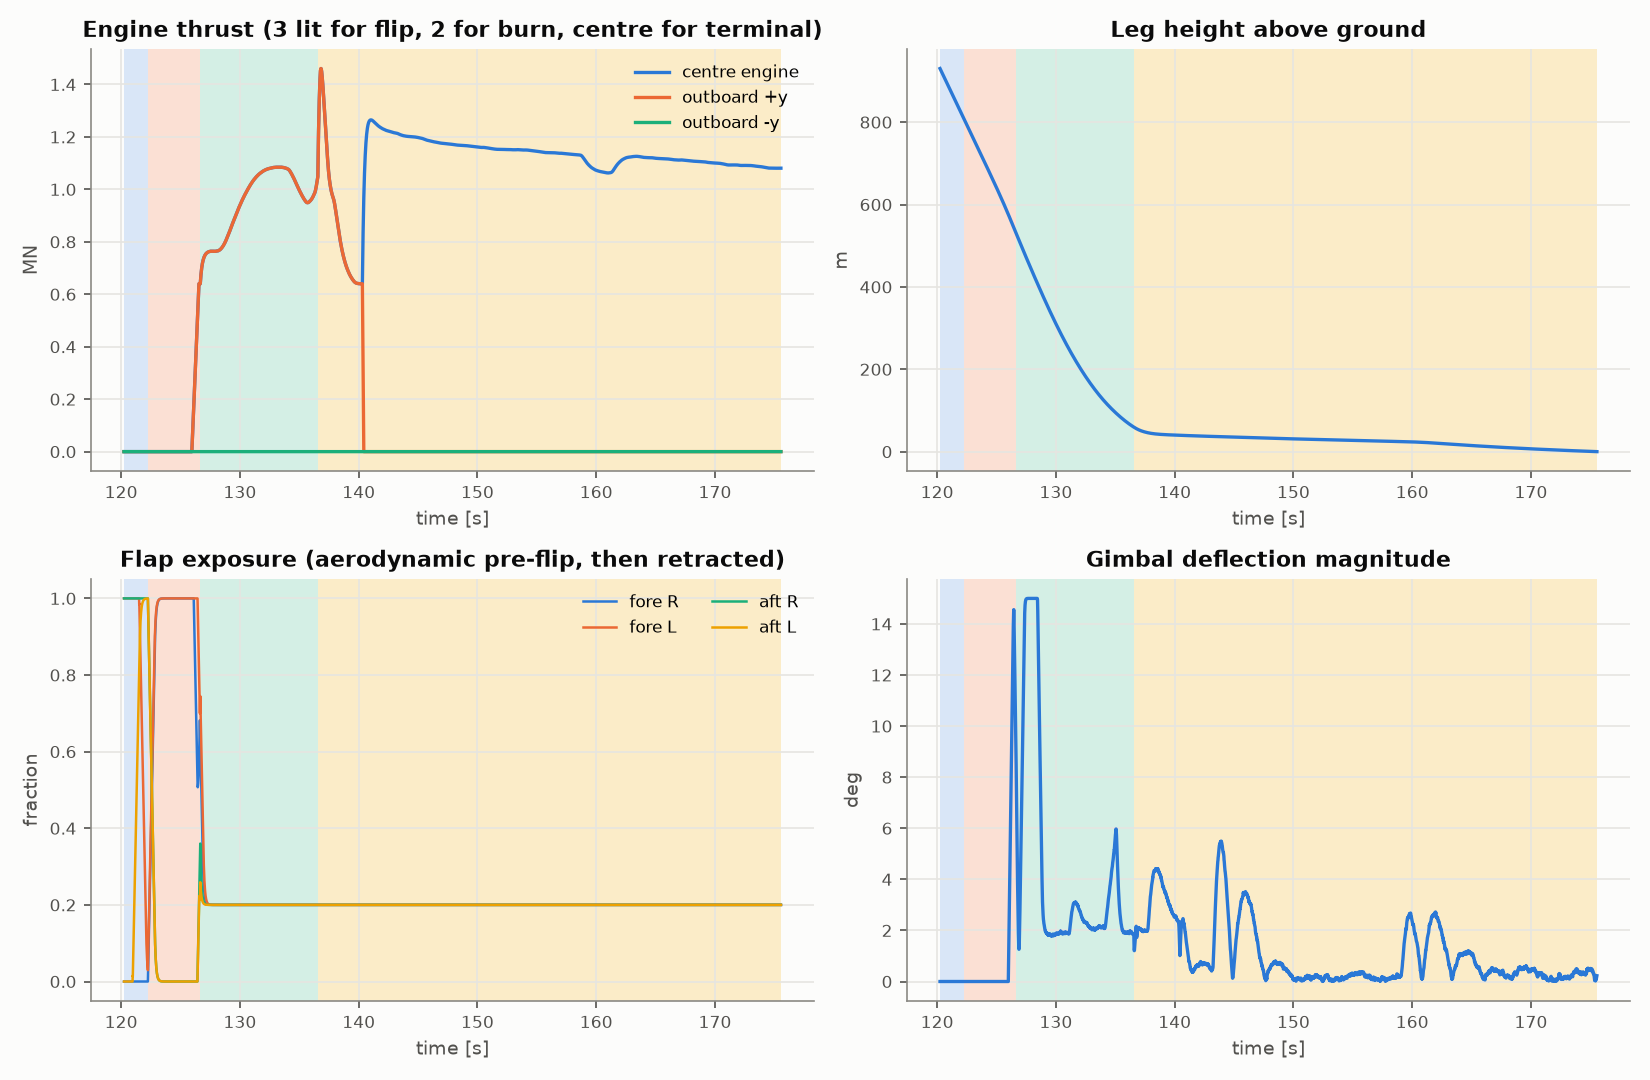 Engine thrust (3 lit for flip, 2 for burn, centre for terminal)
centre engine
outboard +y
outboard -y
MN
1.4
1.2
1.0
0.8
0.6
0.4
0.2
0.0
120 130 140 150 160 170
time [s]
Leg height above ground
m
800
600
400
200
0
120 130 140 150 160 170
time [s]
Flap exposure (aerodynamic pre-flip, then retracted)
fore R aft R
fore L aft L
fraction
1.0
0.8
0.6
0.4
0.2
0.0
120 130 140 150 160 170
time [s]
Gimbal deflection magnitude
deg
14
12
10
8
6
4
2
0
120 130 140 150 160 170
time [s]